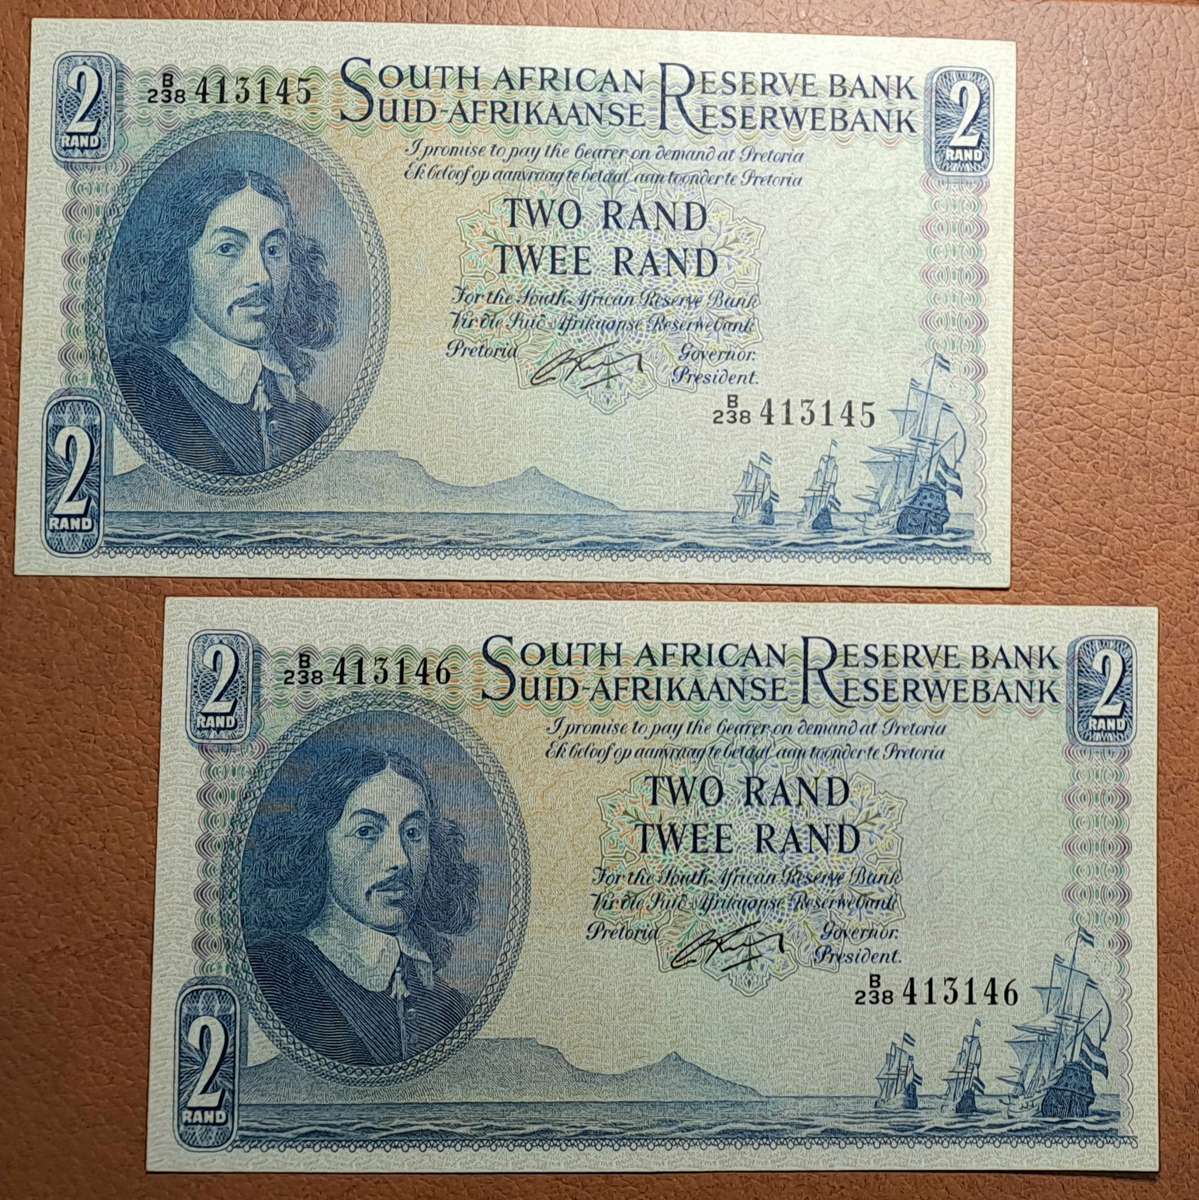 2
RAND
B
238 413145
SOUTH AFRICAN RESERVE BANK
SUID-AFRIKAANSE RESERWEBANK
2
RAND
I promise to pay the bearer on demand at Pretoria
Ek beloof op aanvraag te betaal aan toonder te Pretoria
TWO RAND
TWEE RAND
For the South African Reserve Bank
Vir die Suid-Afrikaanse Reserwebank
Pretoria
Governor.
President.
B
238 413145
2
RAND
2
RAND
B
238 413146
SOUTH AFRICAN RESERVE BANK
SUID-AFRIKAANSE RESERWEBANK
2
RAND
I promise to pay the bearer on demand at Pretoria
Ek beloof op aanvraag te betaal aan toonder te Pretoria
TWO RAND
TWEE RAND
For the South African Reserve Bank
Vir die Suid-Afrikaanse Reserwebank
Pretoria
Governor.
President.
B
238 413146
2
RAND